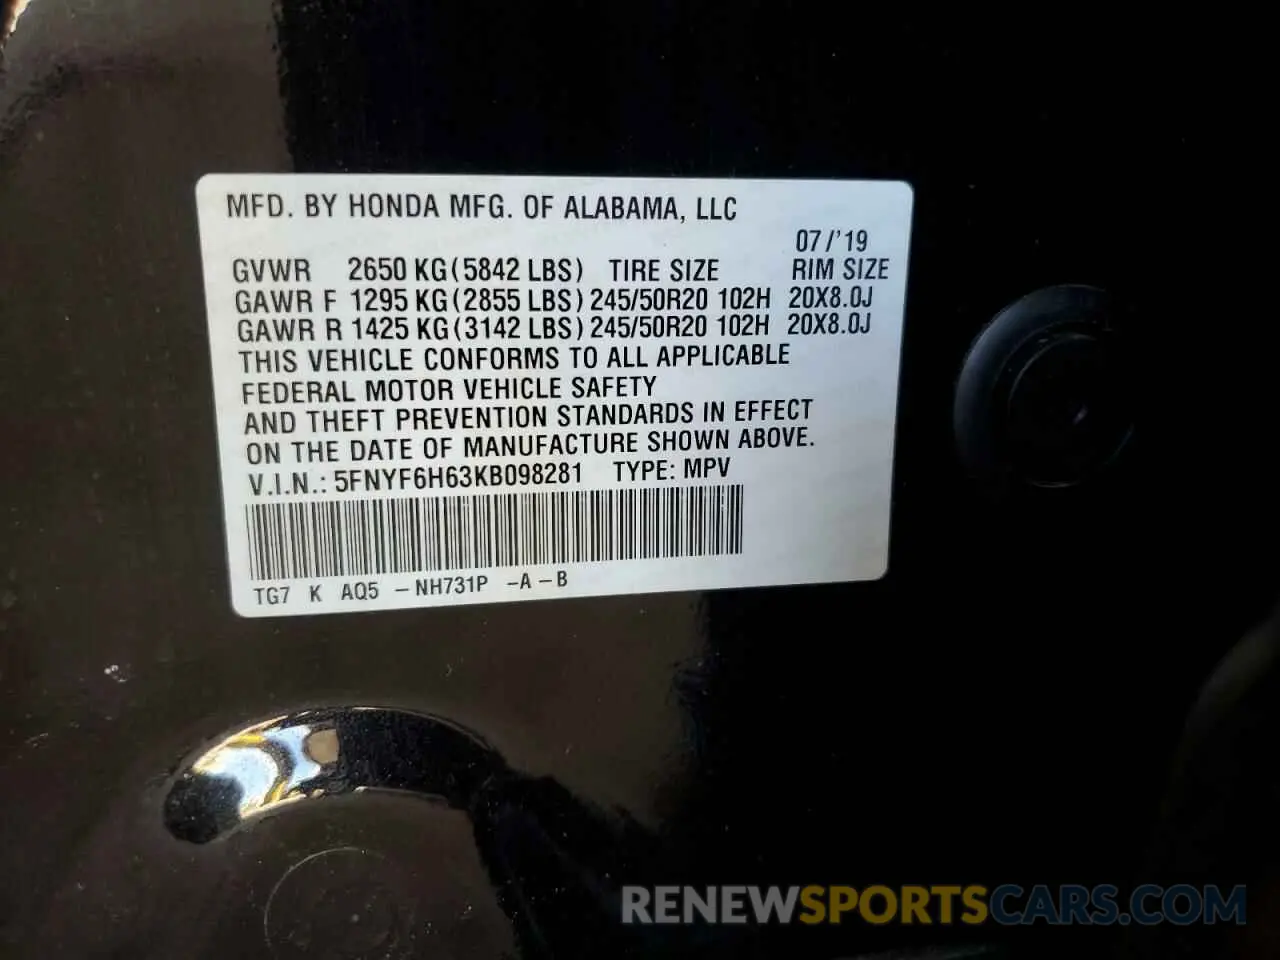 MFD. BY HONDA MFG. OF ALABAMA, LLC
07/'19
GVWR 2650 KG(5842 LBS) TIRE SIZE RIM SIZE
GAWR F 1295 KG(2855 LBS) 245/50R20 102H 20X8.0J
GAWR R 1425 KG(3142 LBS) 245/50R20 102H 20X8.0J
THIS VEHICLE CONFORMS TO ALL APPLICABLE
FEDERAL MOTOR VEHICLE SAFETY
AND THEFT PREVENTION STANDARDS IN EFFECT
ON THE DATE OF MANUFACTURE SHOWN ABOVE.
V.I.N.: 5FNYF6H63KB098281 TYPE: MPV
TG7 K AQ5 -NH731P -A-B
RENEWSPORTSCARS.COM